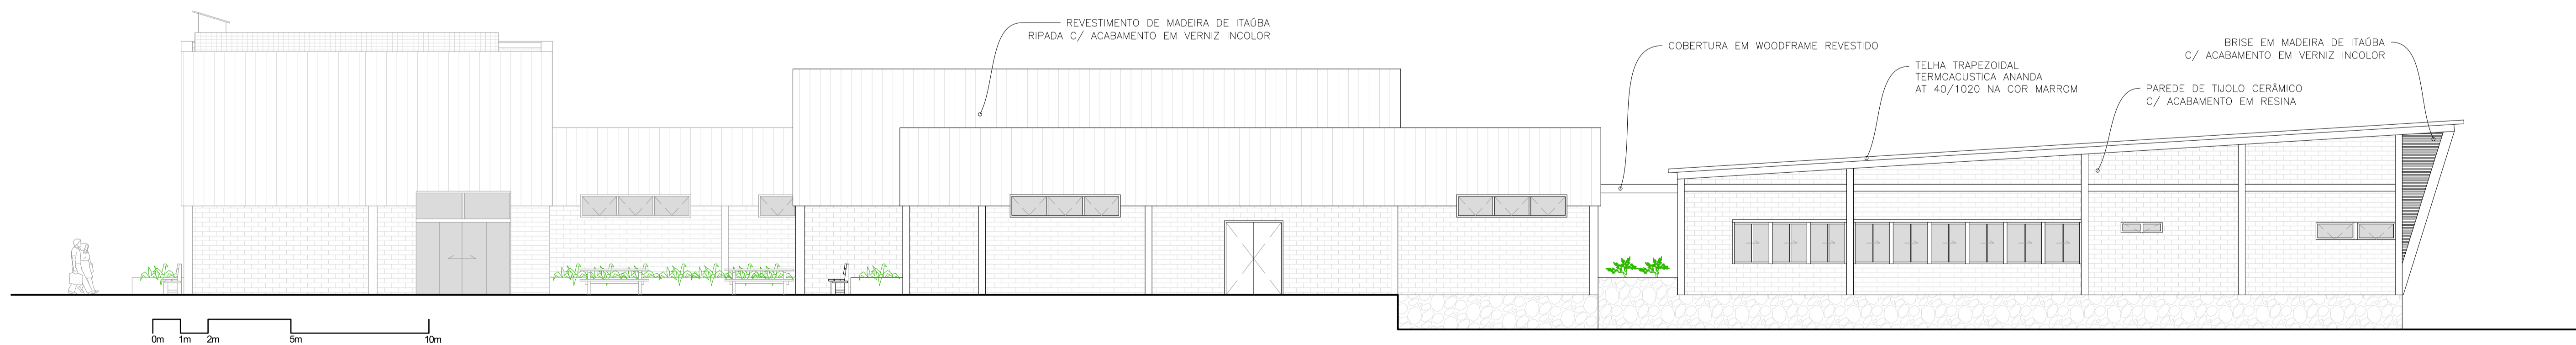 REVESTIMENTO DE MADEIRA DE ITAÚBA
RIPADA C/ ACABAMENTO EM VERNIZ INCOLOR
COBERTURA EM WOODFRAME REVESTIDO
TELHA TRAPEZOIDAL
TERMOACUSTICA ANANDA
AT 40/1020 NA COR MARROM
BRISE EM MADEIRA DE ITAÚBA
C/ ACABAMENTO EM VERNIZ INCOLOR
PAREDE DE TIJOLO CERÂMICO
C/ ACABAMENTO EM RESINA
0m 1m 2m 5m 10m